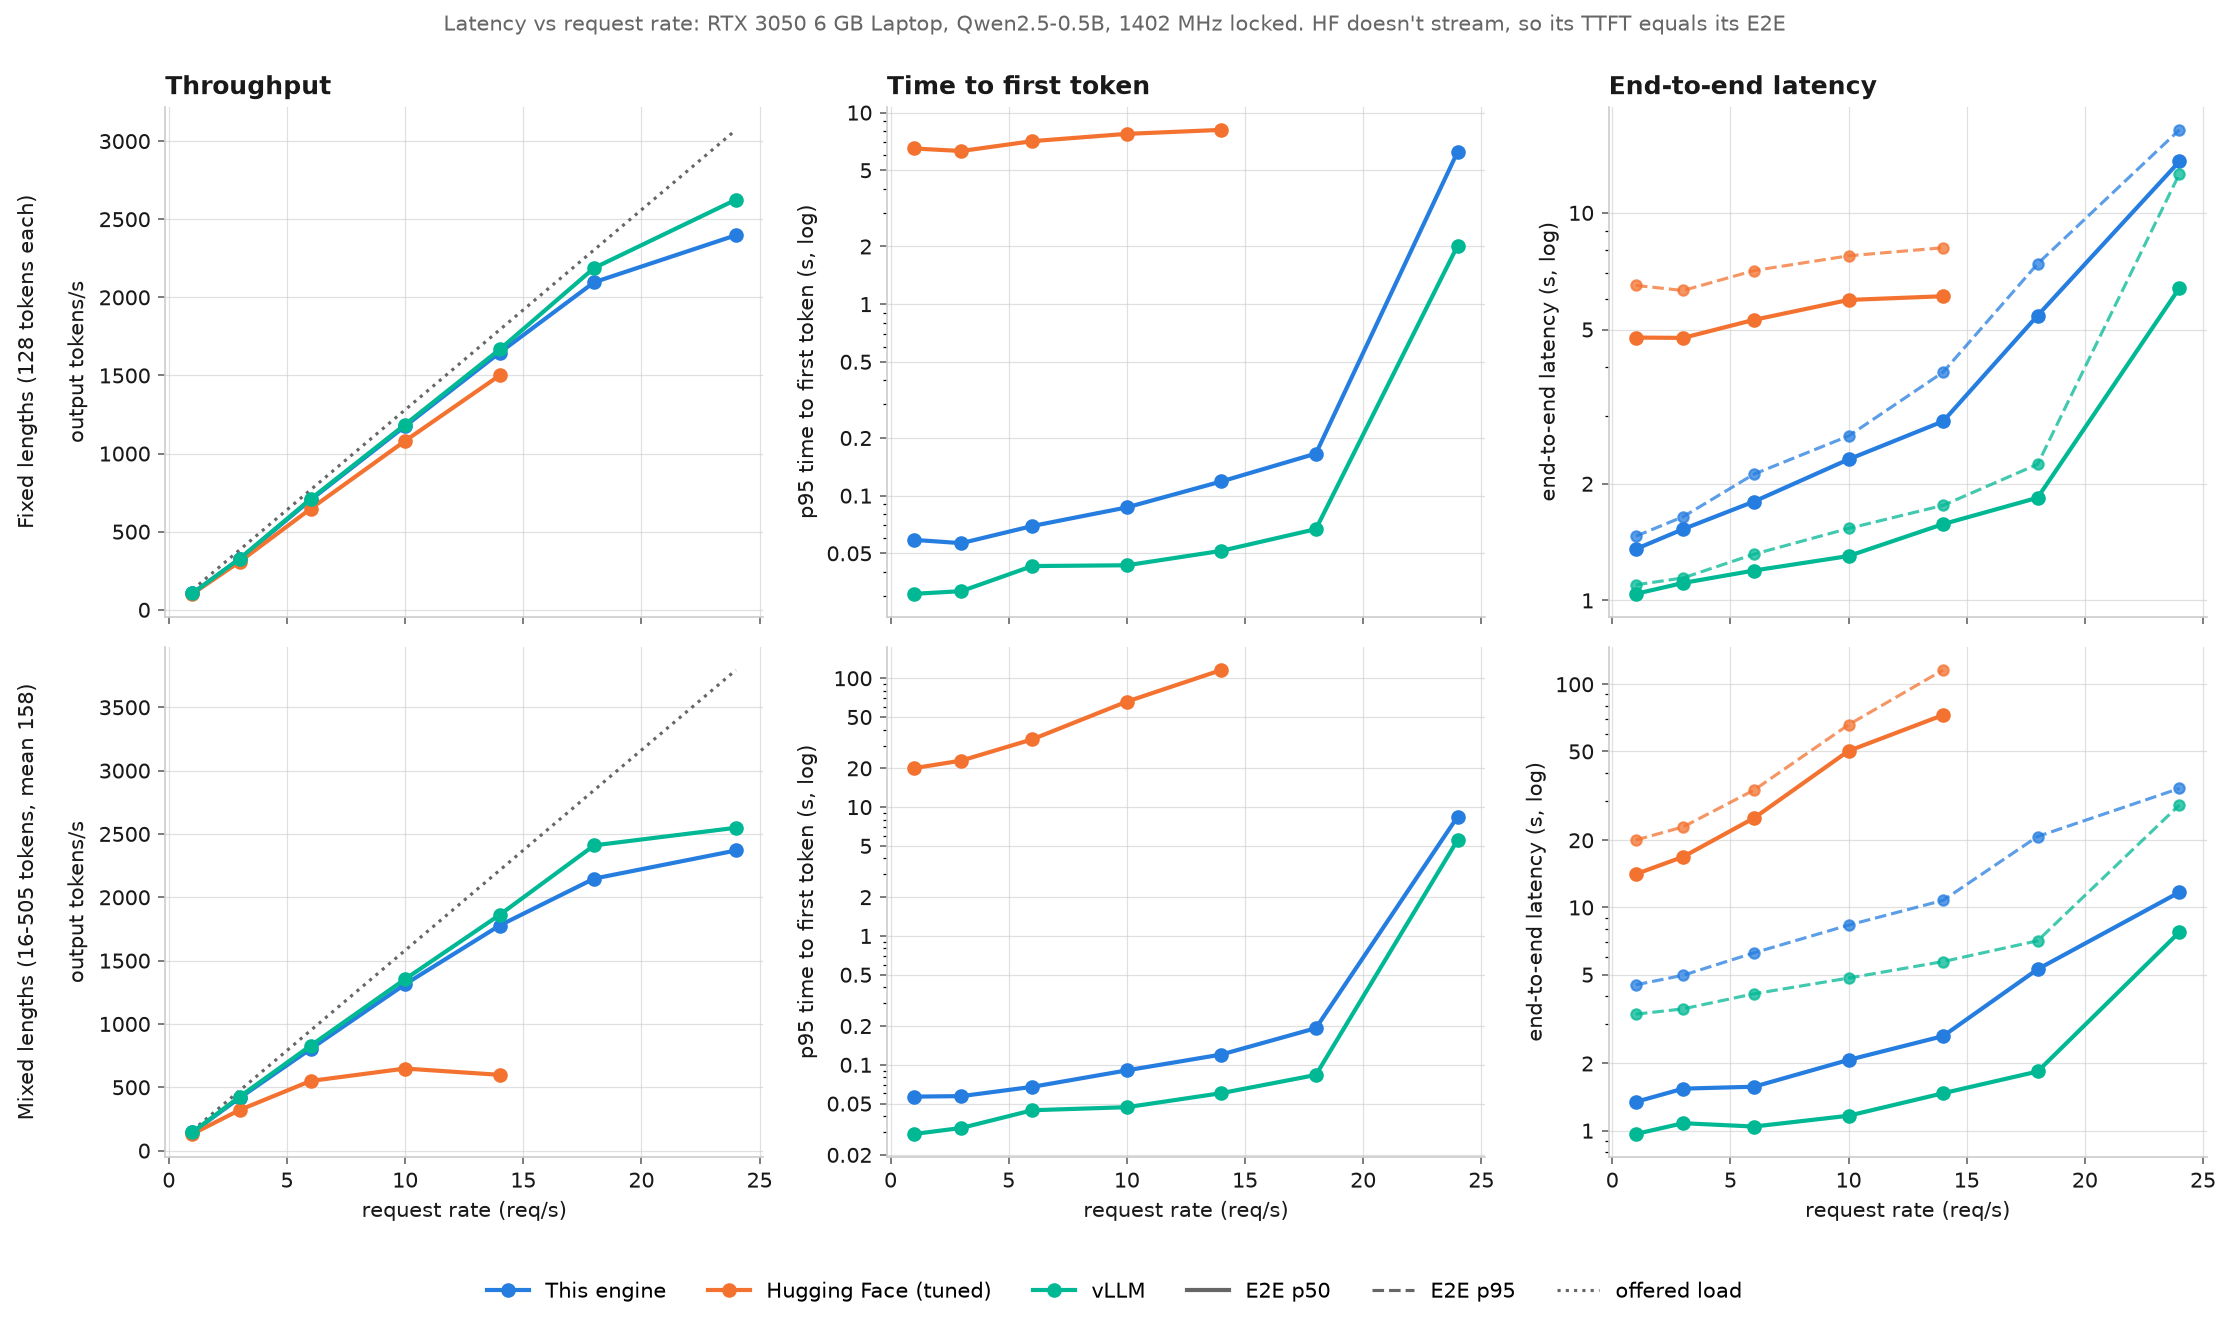 Latency vs request rate: RTX 3050 6 GB Laptop, Qwen2.5-0.5B, 1402 MHz locked. HF doesn't stream, so its TTFT equals its E2E
Throughput
Fixed lengths (128 tokens each)
output tokens/s
3000
2500
2000
1500
1000
500
0
Time to first token
p95 time to first token (s, log)
10
5
2
1
0.5
0.2
0.1
0.05
End-to-end latency
end-to-end latency (s, log)
10
5
2
1
Mixed lengths (16-505 tokens, mean 158)
output tokens/s
3500
3000
2500
2000
1500
1000
500
0
0 5 10 15 20 25
request rate (req/s)
p95 time to first token (s, log)
100
50
20
10
5
2
1
0.5
0.2
0.1
0.05
0.02
0 5 10 15 20 25
request rate (req/s)
end-to-end latency (s, log)
100
50
20
10
5
2
1
0 5 10 15 20 25
request rate (req/s)
This engine Hugging Face (tuned) vLLM E2E p50 E2E p95 offered load